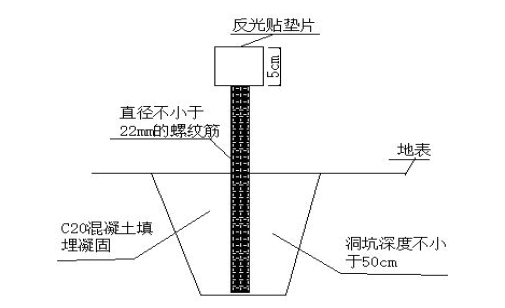 反光贴垫片
5cm
直径不小于
22mm的螺纹筋
地表
C20混凝土填
埋凝固
洞坑深度不小
于50cm